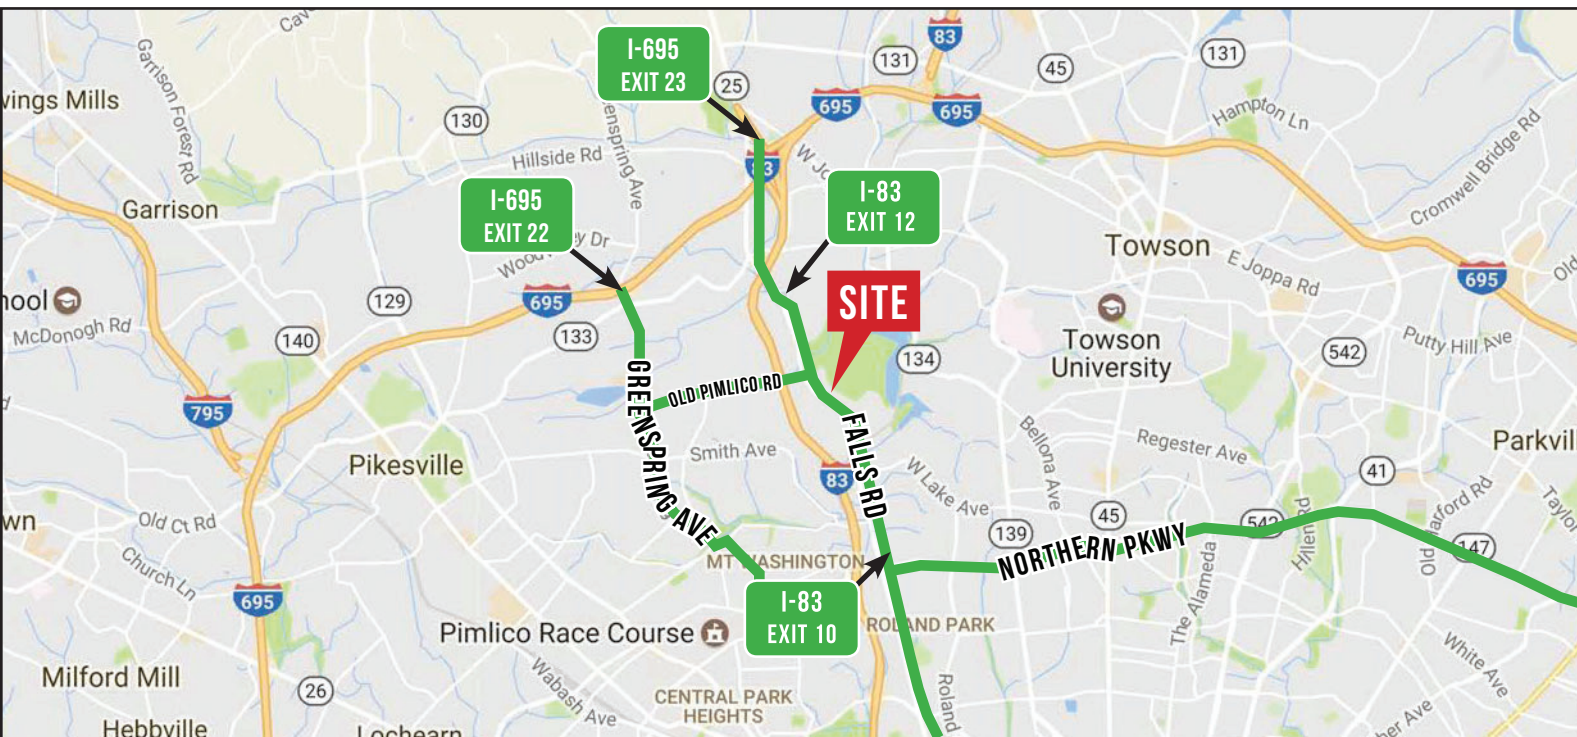 I-695
EXIT 23
83
25
131
45
131
695
695
wings Mills
Garrison Forest Rd
130
Hillside Rd
83
Hampton Ln
Cromwell Bridge Rd
I-83
EXIT 12
I-695
EXIT 22
Garrison
Towson
E Joppa Rd
695
SITE
695
129
McDonogh Rd
140
133
Towson
University
134
542
Putty Hill Ave
GREENSPRING AVE
OLD PIMLICO RD
795
FALLS RD
Smith Ave
Pikesville
Bellona Ave
Regester Ave
Parkvil
41
83
W Lake Ave
Old Ct Rd
wn
139
45
NORTHERN PKWY
542
147
MT WASHINGTON
Church Ln
695
I-83
EXIT 10
ROLAND PARK
The Alameda
Pimlico Race Course
Milford Mill
26
Wabash Ave
CENTRAL PARK
HEIGHTS
Roland
White Ave
Hebbville
Lochearn